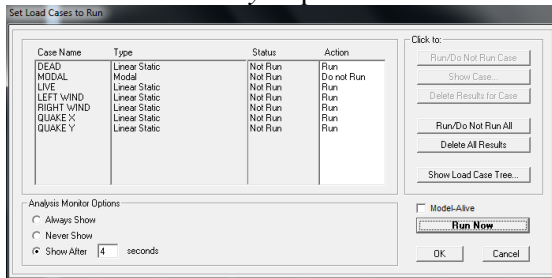 Set Load Cases to Run
Case Name Type Status Action
DEAD Linear Static Not Run Run
MODAL Modal Not Run Do not Run
LIVE Linear Static Not Run Run
LEFT WIND Linear Static Not Run Run
RIGHT WIND Linear Static Not Run Run
QUAKE X Linear Static Not Run Run
QUAKE Y Linear Static Not Run Run
Click to:
Run/Do Not Run Case
Show Case...
Delete Results for Case
Run/Do Not Run All
Delete All Results
Show Load Case Tree...
Analysis Monitor Options
Always Show
Never Show
Show After 4 seconds
Model-Alive
Run Now
OK Cancel